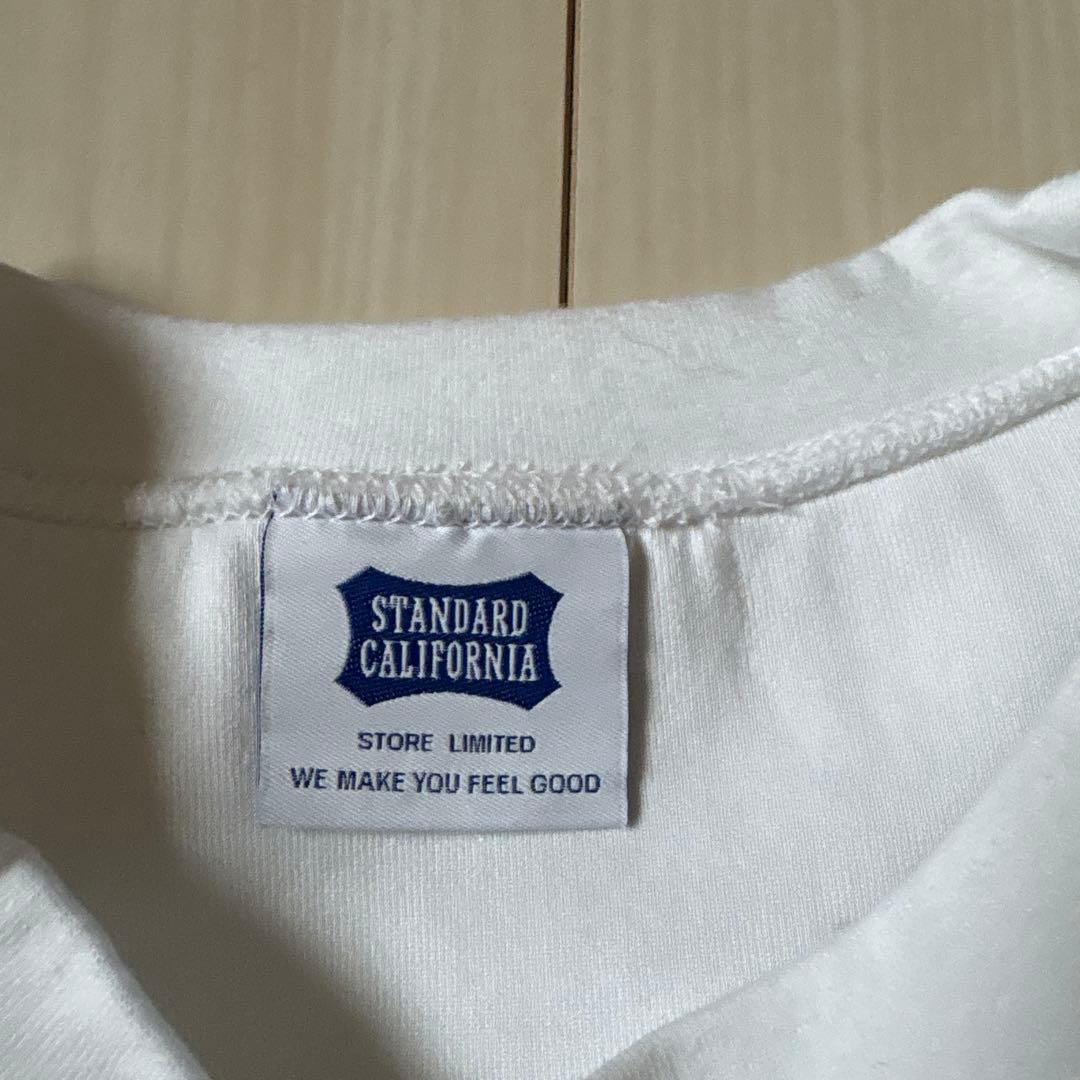 STANDARD
CALIFORNIA
STORE LIMITED
WE MAKE YOU FEEL GOOD